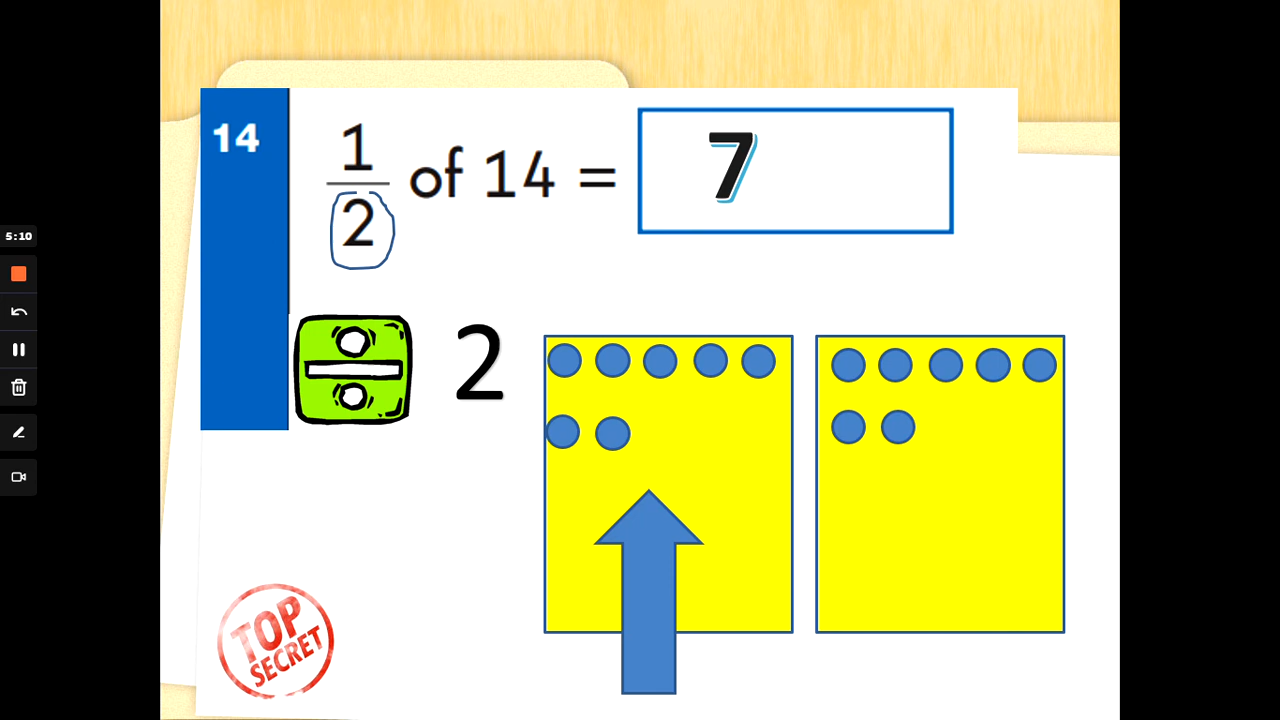 14
1
2
of 14 =
7
÷ 2
5:10
TOP
SECRET